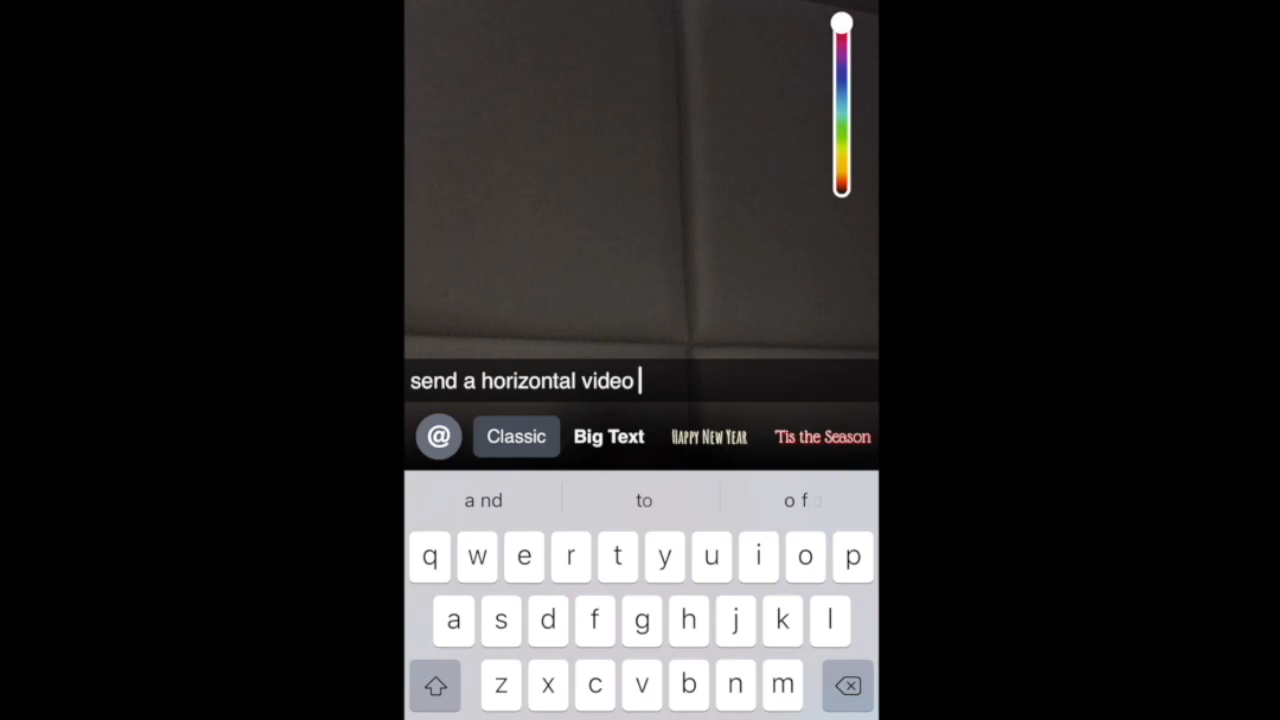 send a horizontal video
@ Classic Big Text Happy New Year 'Tis the Season
and to of
q w e r t y u i o p
a s d f g h j k l
z x c v b n m